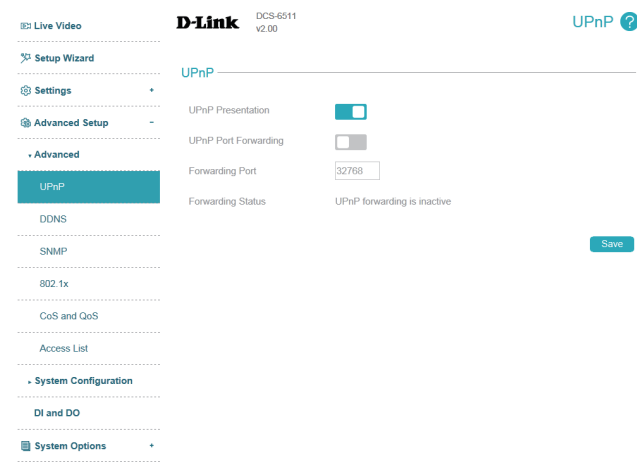 Live Video
Setup Wizard
Settings +
Advanced Setup -
Advanced
UPnP
DDNS
SNMP
802.1x
CoS and QoS
Access List
System Configuration
DI and DO
System Options +
D-Link DCS-6511
v2.00
UPnP ?
UPnP
UPnP Presentation
UPnP Port Forwarding
Forwarding Port 32768
Forwarding Status UPnP forwarding is inactive
Save